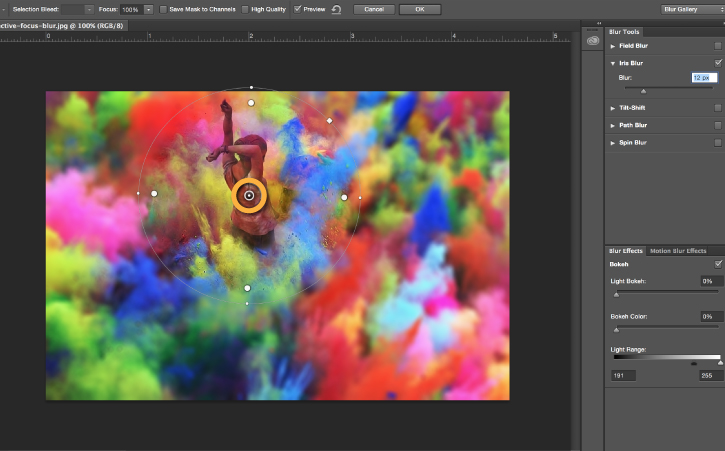 Selection Bleed: Focus: 100% Save Mask to Channels High Quality Preview Cancel OK Blur Gallery
ctive-focus-blur.jpg @ 100% (RGB/8)
0 1 2 3 4 5
Blur Tools
Field Blur
Iris Blur
Blur: 12 px
Tilt-Shift
Path Blur
Spin Blur
Blur Effects Motion Blur Effects
Bokeh
Light Bokeh: 0%
Bokeh Color: 0%
Light Range:
191 255